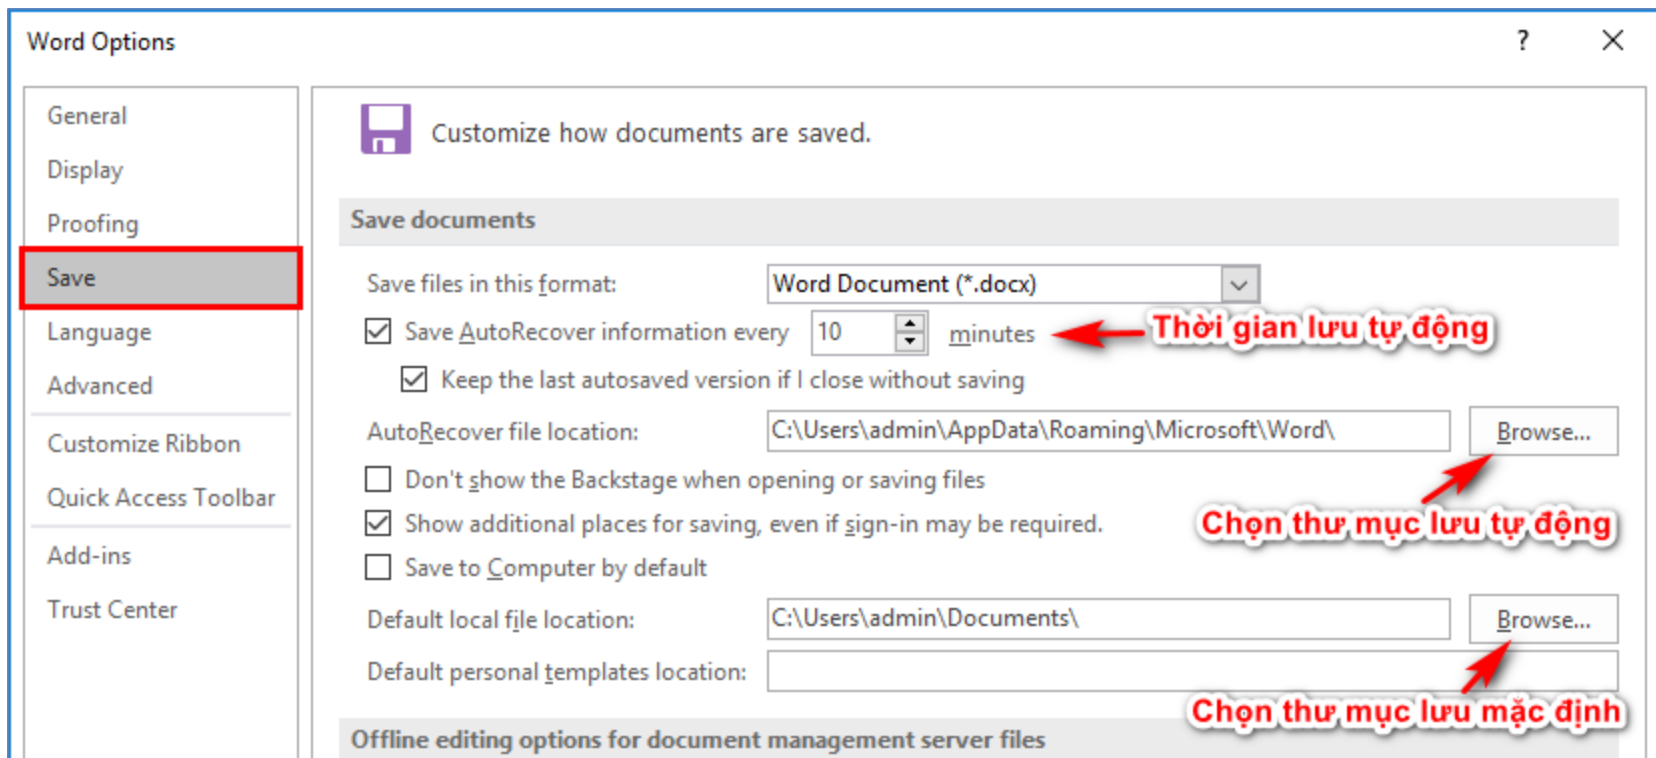 Word Options ?
General
Display
Proofing
Save
Language
Advanced
Customize Ribbon
Quick Access Toolbar
Add-ins
Trust Center
Customize how documents are saved.
Save documents
Save files in this format: Word Document (*.docx)
Save AutoRecover information every 10 minutes Thời gian lưu tự động
Keep the last autosaved version if I close without saving
AutoRecover file location: C:\Users\admin\AppData\Roaming\Microsoft\Word\ Browse...
Don't show the Backstage when opening or saving files
Show additional places for saving, even if sign-in may be required.
Chọn thư mục lưu tự động
Save to Computer by default
Default local file location: C:\Users\admin\Documents\ Browse...
Default personal templates location:
Chọn thư mục lưu mặc định
Offline editing options for document management server files